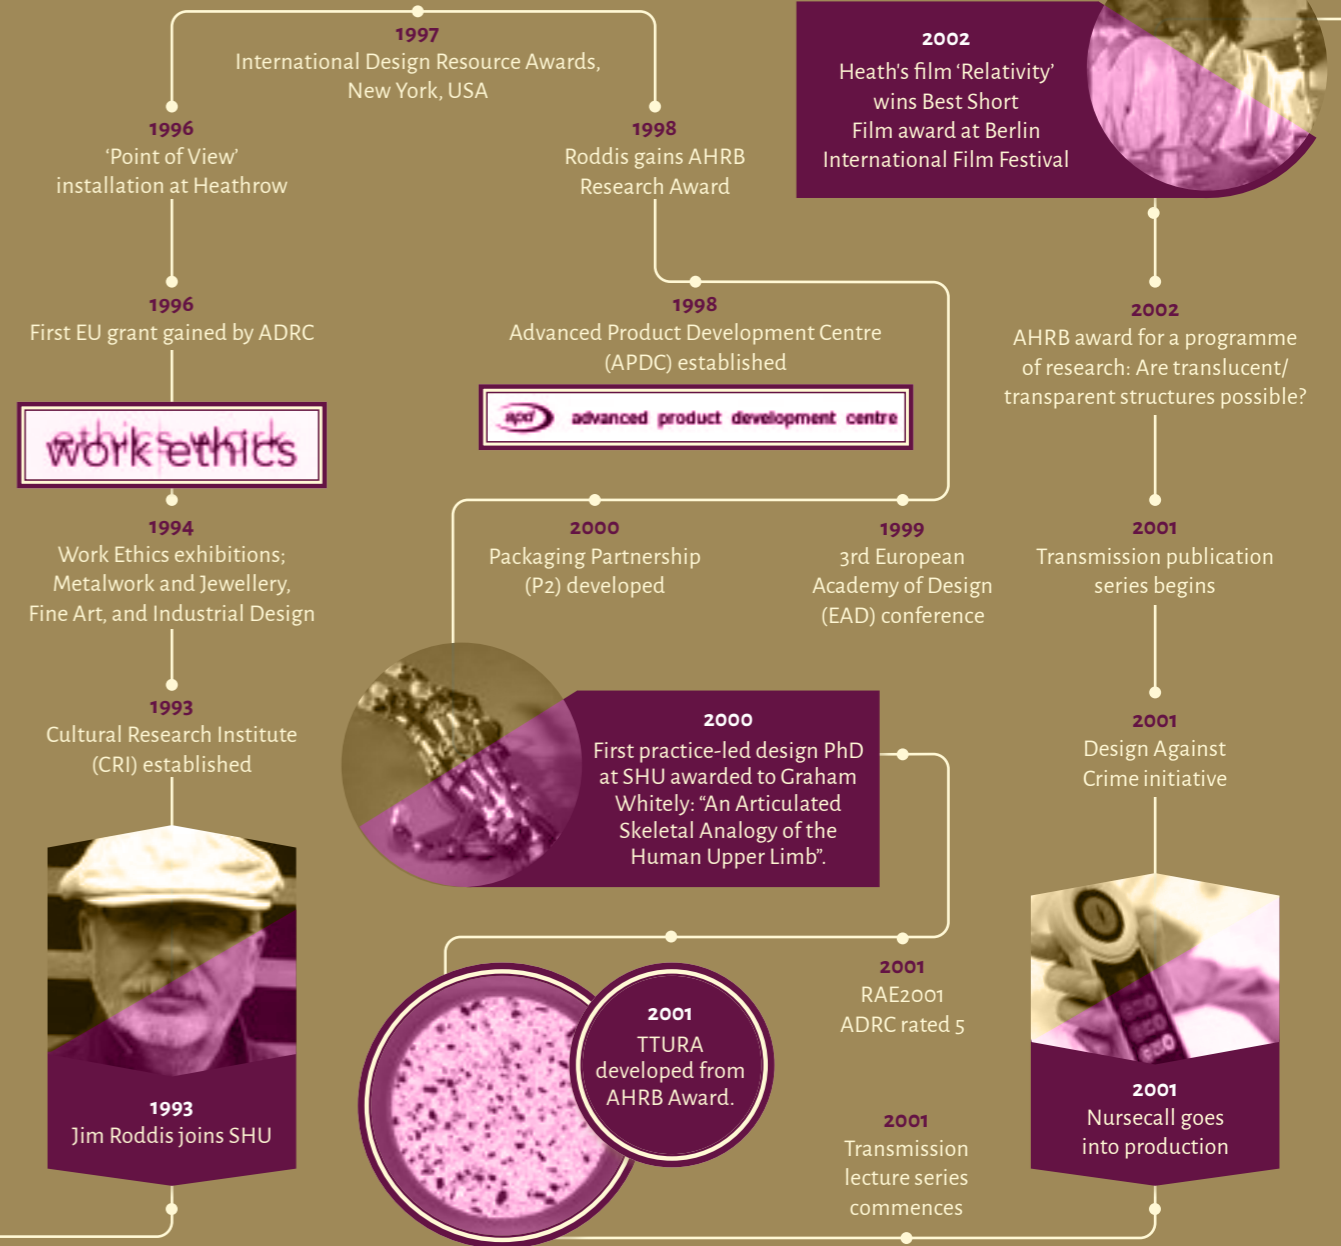 1997
International Design Resource Awards,
New York, USA
1996
‘Point of View’
installation at Heathrow
1996
First EU grant gained by ADRC
ethics work
work ethics
1994
Work Ethics exhibitions;
Metalwork and Jewellery,
Fine Art, and Industrial Design
1993
Cultural Research Institute
(CRI) established
1993
Jim Roddis joins SHU
1998
Roddis gains AHRB
Research Award
1998
Advanced Product Development Centre
(APDC) established
apd advanced product development centre
2000
Packaging Partnership
(P2) developed
1999
3rd European
Academy of Design
(EAD) conference
2000
First practice-led design PhD
at SHU awarded to Graham
Whitely: “An Articulated
Skeletal Analogy of the
Human Upper Limb”.
2001
RAE2001
ADRC rated 5
2001
TTURA
developed from
AHRB Award.
2001
Transmission
lecture series
commences
2002
Heath's film ‘Relativity’
wins Best Short
Film award at Berlin
International Film Festival
2002
AHRB award for a programme
of research: Are translucent/
transparent structures possible?
2001
Transmission publication
series begins
2001
Design Against
Crime initiative
2001
Nursecall goes
into production